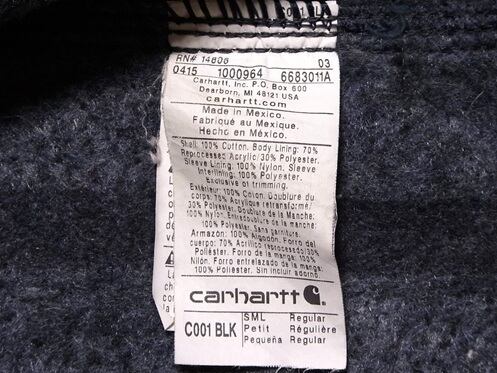 C001 BLK
RN# 14806 03
0415 1000964 6683011A
Carhartt, Inc. P.O. Box 600
Dearborn, MI 48121 USA
carhartt.com
Made in Mexico.
Fabriqué au Mexique.
Hecho en México.
Shell: 100% Cotton. Body Lining: 70%
Reprocessed Acrylic/30% Polyester.
Sleeve Lining: 100% Nylon. Sleeve
Interlining: 100% Polyester.
Exclusive of trimming.
Extérieur: 100% Coton. Doublure du
corps: 70% Acrylique retransformé/
30% Polyester. Doublure de la Manche:
100% Nylon. Entredoublure de la Manche:
100% Polyester. Sans garniture.
Armazón: 100% Algodón. Forro del
cuerpo: 70% Acrílico reprocesado/30%
Poliéster. Forro de la manga: 100%
Nilón. Forro entrelazado de la manga:
100% Poliéster. Sin incluir adorno.
carhartt
C001 BLK
SML Regular
Petit Régulière
Pequeña Regular